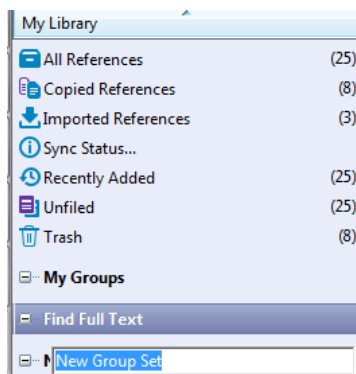 My Library
All References (25)
Copied References (8)
Imported References (3)
Sync Status...
Recently Added (25)
Unfiled (25)
Trash (8)
My Groups
Find Full Text
New Group Set